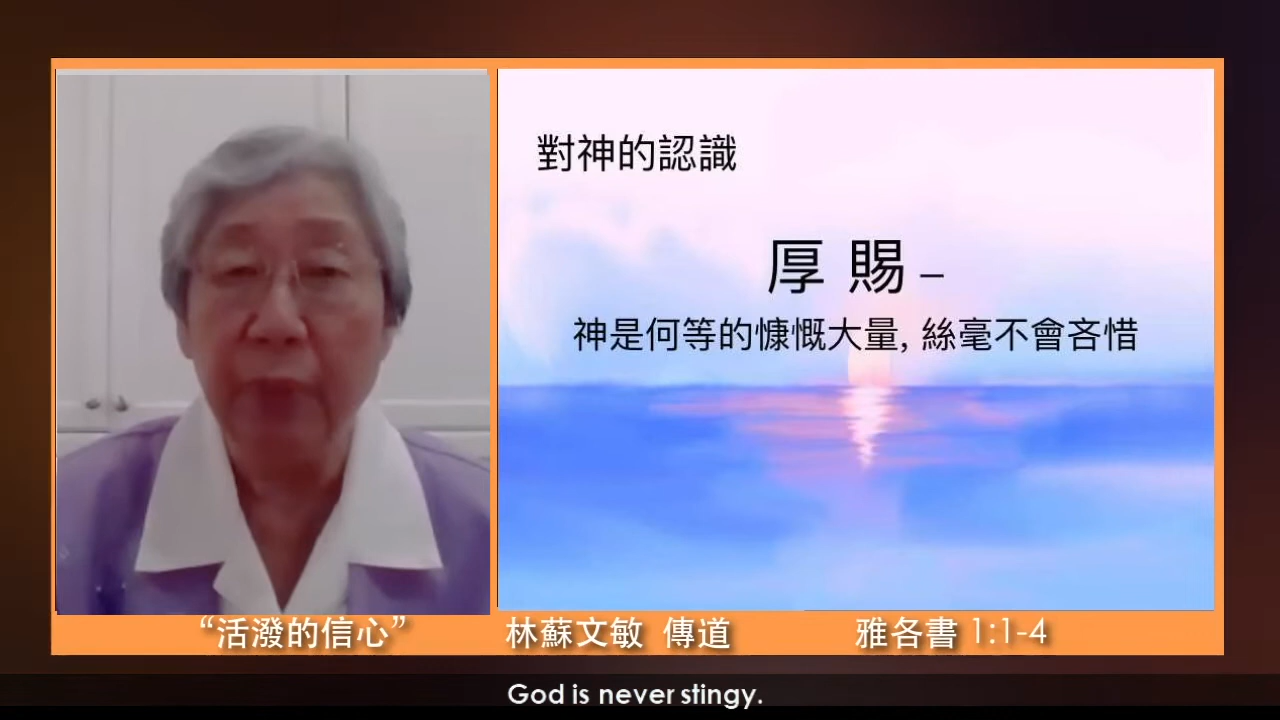 對神的認識
厚 賜 –
神是何等的慷慨大量, 絲毫不會吝惜
“活潑的信心” 林蘇文敏 傳道 雅各書 1:1-4
God is never stingy.